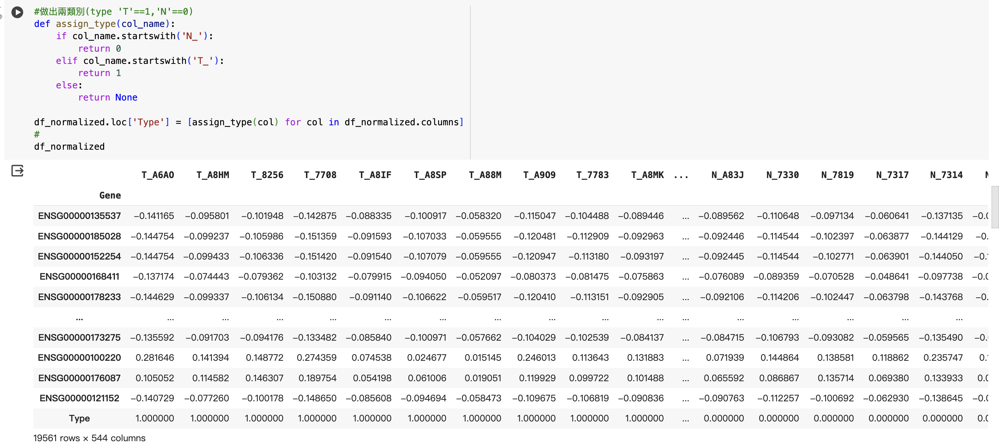 #做出兩類別(type 'T'==1,'N'==0)
def assign_type(col_name):
    if col_name.startswith('N_'):
        return 0
    elif col_name.startswith('T_'):
        return 1
    else:
        return None
df_normalized.loc['Type'] = [assign_type(col) for col in df_normalized.columns]
#
df_normalized
T_A6AO T_A8HM T_8256 T_7708 T_A8IF T_A8SP T_A88M T_A9O9 T_7783 T_A8MK ... N_A83J N_7330 N_7819 N_7317 N_7314
Gene
ENSG00000135537 −0.141165 −0.095801 −0.101948 −0.142875 −0.088335 −0.100917 −0.058320 −0.115047 −0.104488 −0.089446 ... −0.089562 −0.110648 −0.097134 −0.060641 −0.137135
ENSG00000185028 −0.144754 −0.099237 −0.105986 −0.151359 −0.091593 −0.107033 −0.059555 −0.120481 −0.112909 −0.092963 ... −0.092446 −0.114544 −0.102397 −0.063877 −0.144129
ENSG00000152254 −0.144754 −0.099433 −0.106336 −0.151420 −0.091540 −0.107079 −0.059555 −0.120947 −0.113180 −0.093197 ... −0.092445 −0.114544 −0.102771 −0.063901 −0.144050
ENSG00000168411 −0.137174 −0.074443 −0.079362 −0.103132 −0.079915 −0.094050 −0.052097 −0.080373 −0.081475 −0.075863 ... −0.076089 −0.089359 −0.070528 −0.048641 −0.097738
ENSG00000178233 −0.144629 −0.099337 −0.106134 −0.150880 −0.091140 −0.106622 −0.059517 −0.120410 −0.113151 −0.092905 ... −0.092106 −0.114206 −0.102447 −0.063798 −0.143768
... ... ... ... ... ... ... ... ... ... ... ... ... ... ... ... ...
ENSG00000173275 −0.135592 −0.091703 −0.094176 −0.133482 −0.085840 −0.100971 −0.057662 −0.104029 −0.102539 −0.084137 ... −0.084715 −0.106793 −0.093082 −0.059565 −0.135490
ENSG00000100220 0.281646 0.141394 0.148772 0.274359 0.074538 0.024677 0.015145 0.246013 0.113643 0.131883 ... 0.071939 0.144864 0.138581 0.118862 0.235747
ENSG00000176087 0.105052 0.114582 0.146307 0.189754 0.054198 0.061006 0.019051 0.119929 0.099722 0.101488 ... 0.065592 0.086867 0.135714 0.069380 0.133933
ENSG00000121152 −0.140729 −0.077260 −0.100178 −0.148650 −0.085608 −0.094694 −0.058473 −0.109675 −0.106819 −0.090836 ... −0.090763 −0.112257 −0.100692 −0.062930 −0.138645
Type 1.000000 1.000000 1.000000 1.000000 1.000000 1.000000 1.000000 1.000000 1.000000 1.000000 ... 0.000000 0.000000 0.000000 0.000000 0.000000
19561 rows × 544 columns